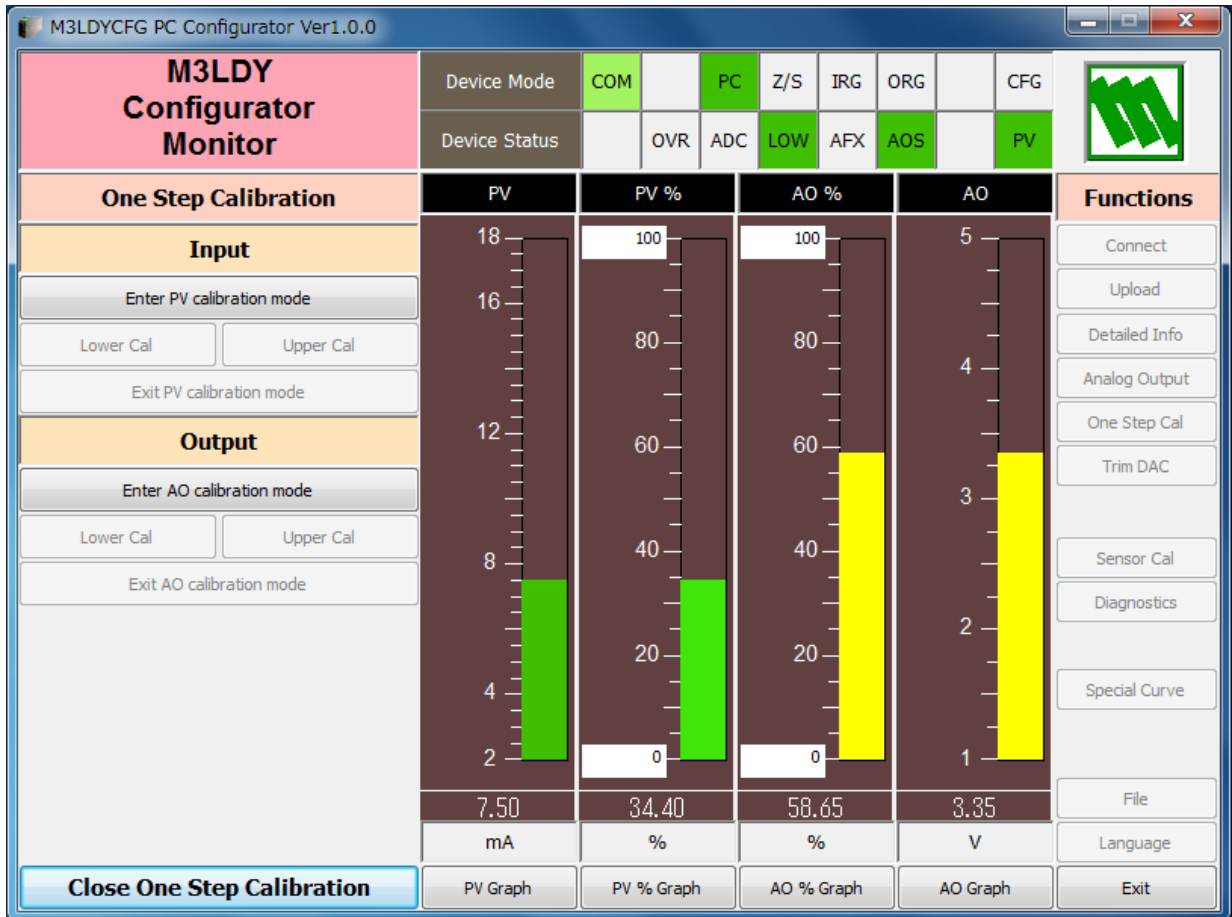 M3LDYCFG PC Configurator Ver1.0.0
M3LDY
Configurator
Monitor
Device Mode COM PC Z/S IRG ORG CFG
Device Status OVR ADC LOW AFX AOS PV
One Step Calibration
Input
Enter PV calibration mode
Lower Cal Upper Cal
Exit PV calibration mode
Output
Enter AO calibration mode
Lower Cal Upper Cal
Exit AO calibration mode
Close One Step Calibration
PV
18
16
12
8
4
2
7.50
mA
PV Graph
PV %
100
80
60
40
20
0
34.40
%
PV % Graph
AO %
100
80
60
40
20
0
58.65
%
AO % Graph
AO
5
4
3
2
1
3.35
V
AO Graph
Functions
Connect
Upload
Detailed Info
Analog Output
One Step Cal
Trim DAC
Sensor Cal
Diagnostics
Special Curve
File
Language
Exit